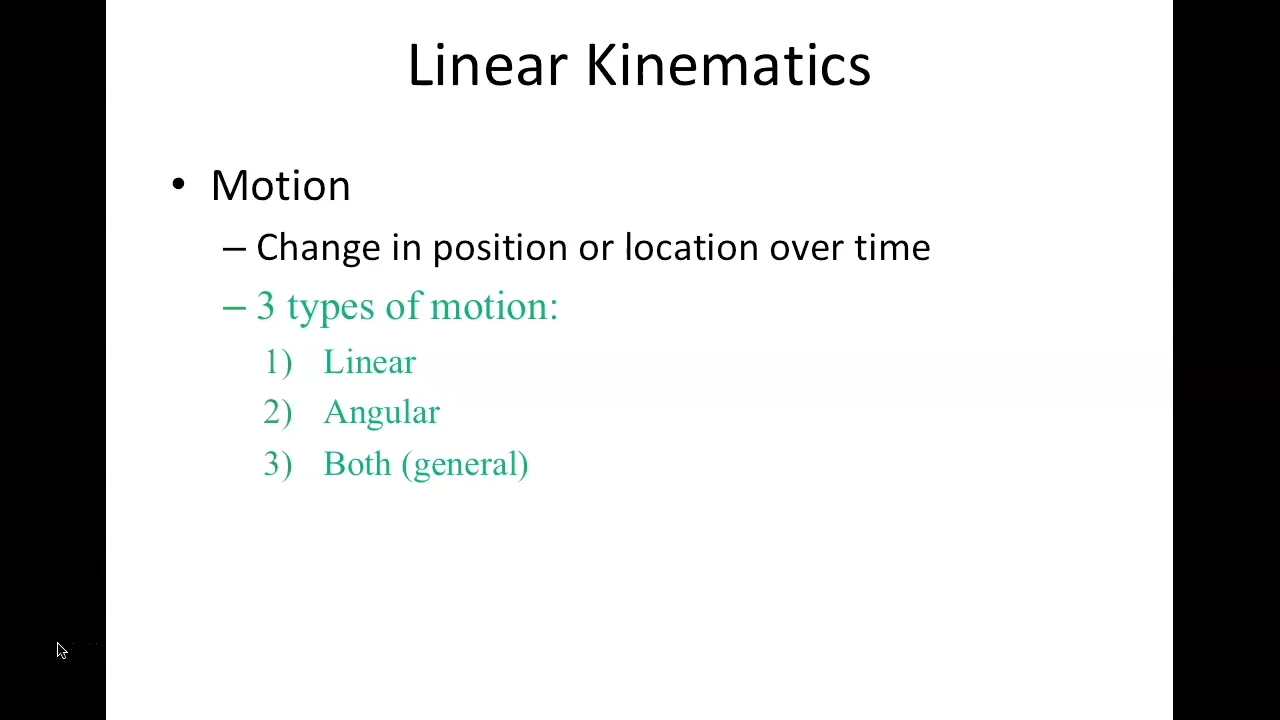 Linear Kinematics
• Motion
– Change in position or location over time
– 3 types of motion:
1) Linear
2) Angular
3) Both (general)